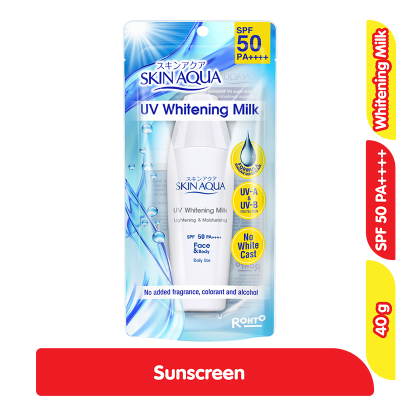 SPF
50
PA++++
スキンアクア
SKIN AQUA
UV Whitening Milk
スキンアクア
SKIN AQUA
UV Whitening Milk
Lightening & Moisturizing
SPF 50 PA++++
Face
& Body
Daily Use
UV-A
&
UV-B
No
White
Cast
No added fragrance, colorant and alcohol
ROHTO
Whitening Milk
SPF 50 PA++++
40 g
Sunscreen